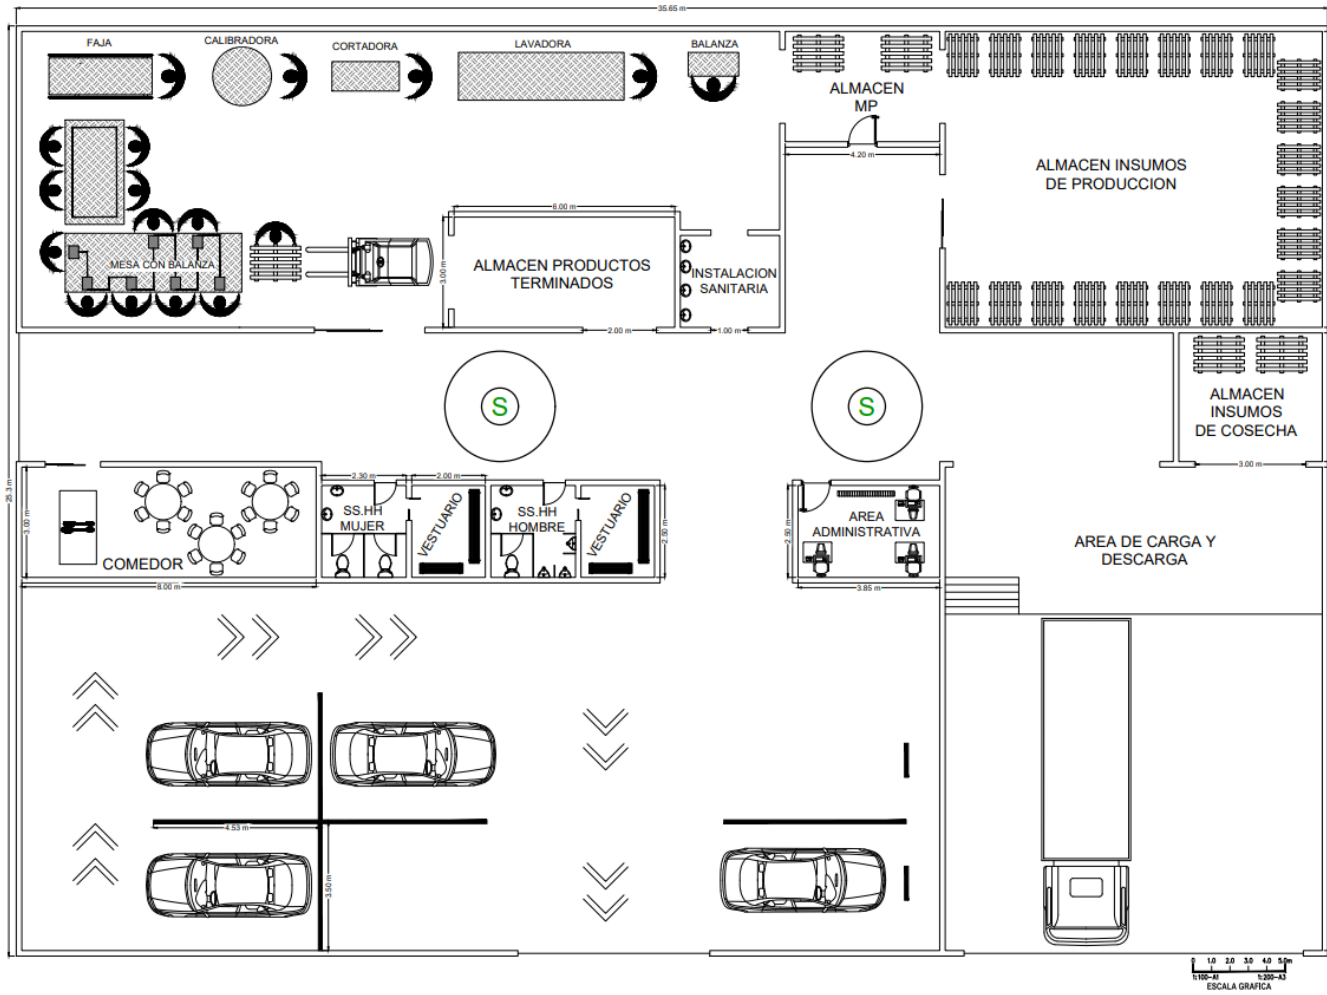 35.65 m
FAJA
CALIBRADORA
CORTADORA
LAVADORA
BALANZA
ALMACEN
MP
4.20 m
ALMACEN INSUMOS
DE PRODUCCION
6.00 m
MESA CON BALANZA
3.00 m
ALMACEN PRODUCTOS
TERMINADOS
INSTALACION
SANITARIA
2.00 m
1.00 m
S
S
ALMACEN
INSUMOS
DE COSECHA
3.00 m
25.3 m
3.00 m
COMEDOR
8.00 m
2.30 m
2.00 m
SS.HH
MUJER
VESTUARIO
SS.HH
HOMBRE
VESTUARIO
2.50 m
2.50 m
AREA
ADMINISTRATIVA
3.85 m
AREA DE CARGA Y
DESCARGA
4.53 m
3.50 m
0 1.0 2.0 3.0 4.0 5.0m
1:100-A1 1:200-A3
ESCALA GRAFICA